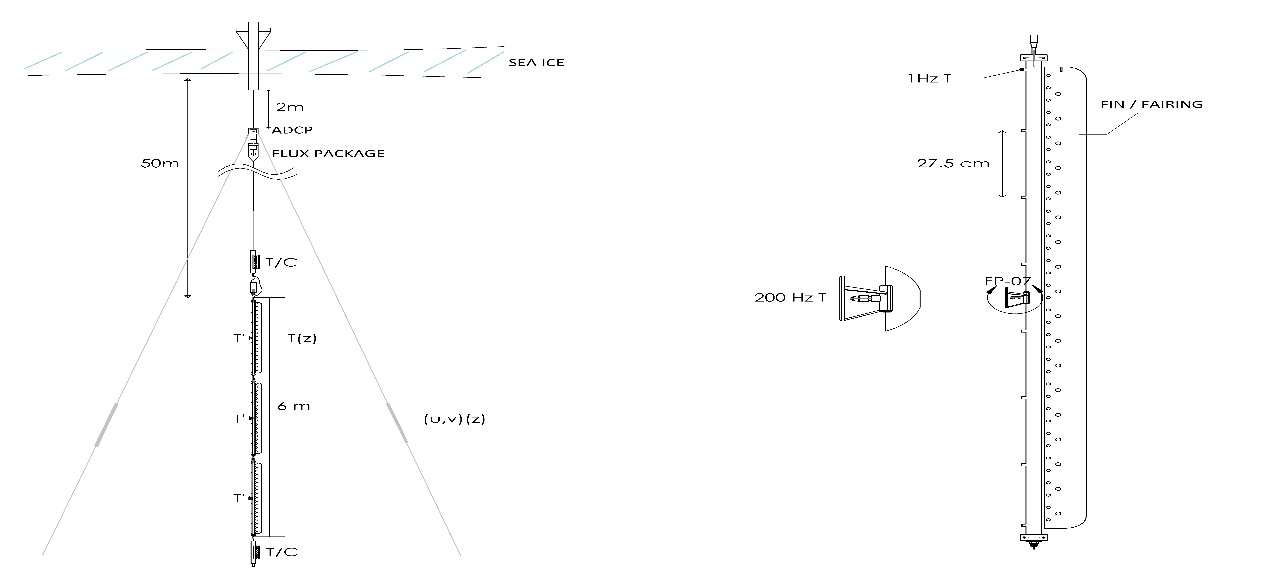 SEA ICE
2m
ADCP
FLUX PACKAGE
50m
T/C
T'
T(z)
6 m
T'
(u,v)(z)
T'
T/C
1Hz T
FIN / FAIRING
27.5 cm
FP-07
200 Hz T